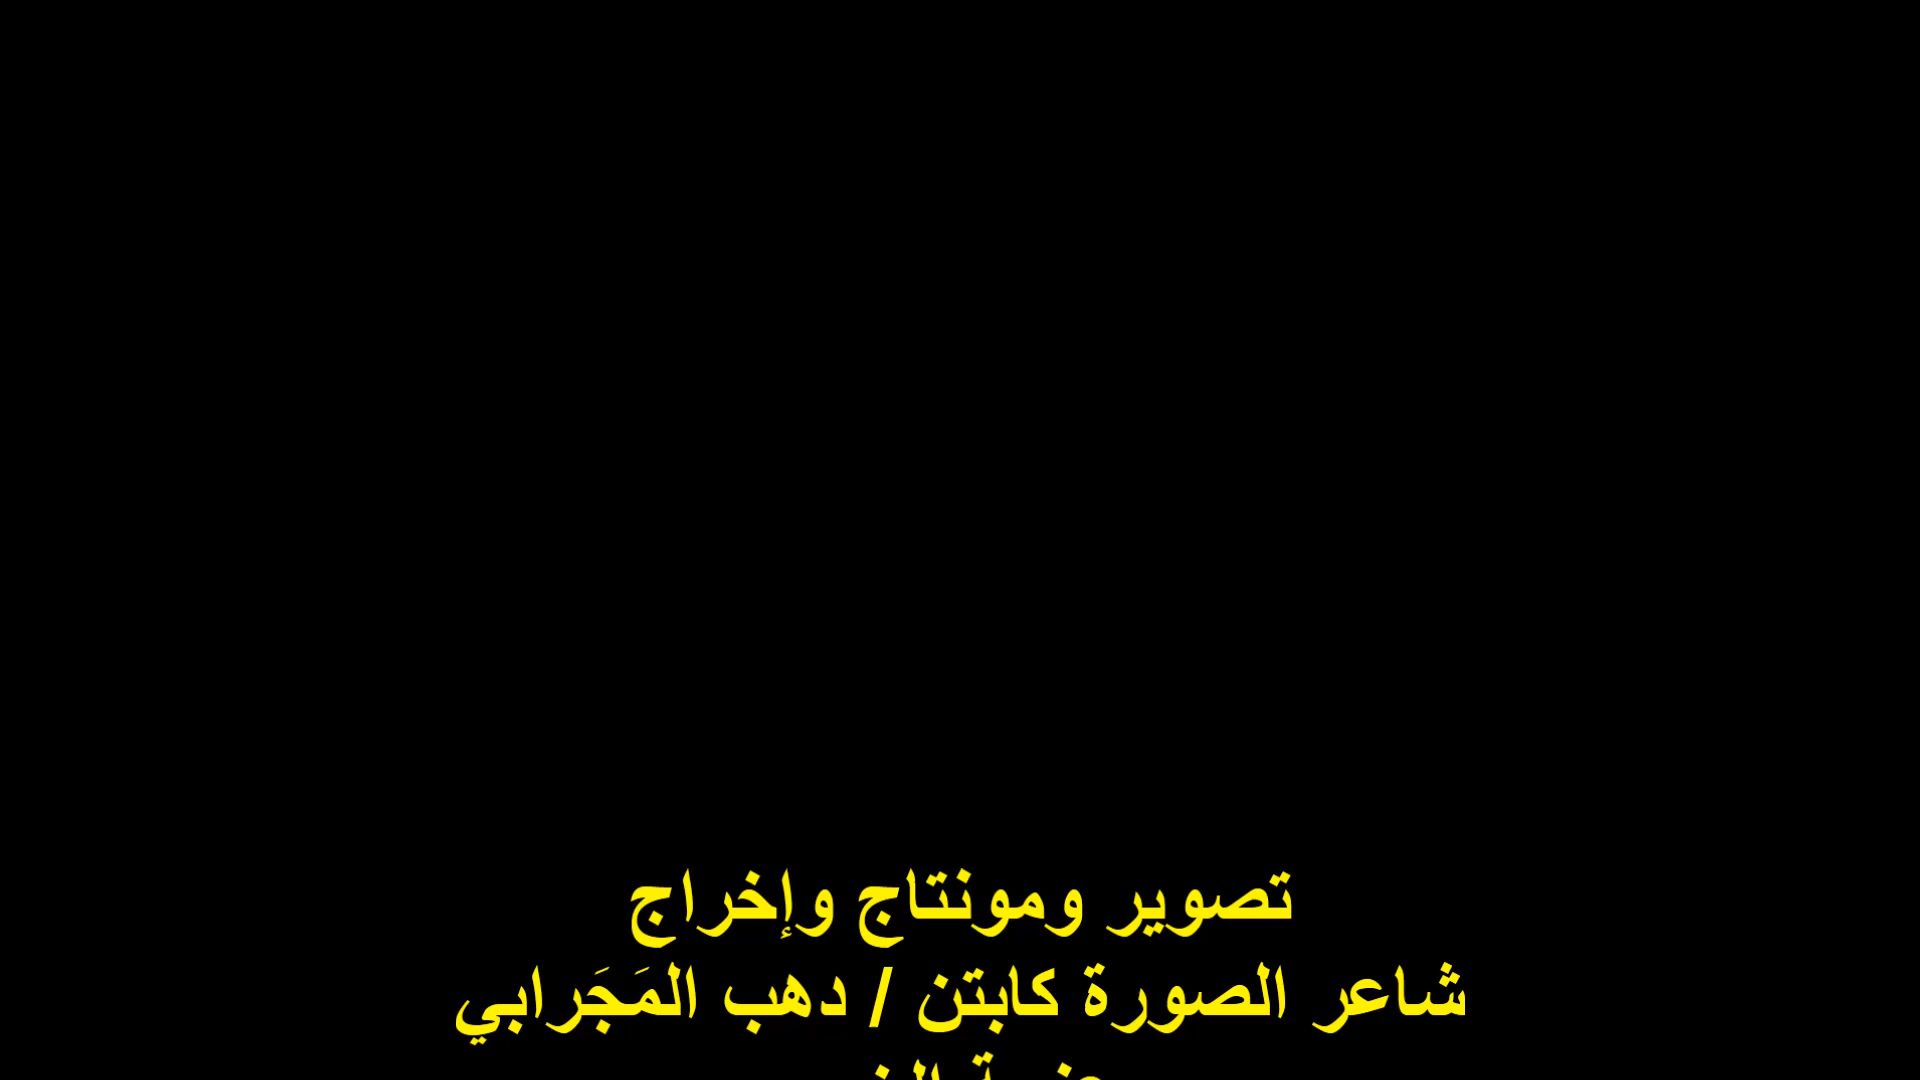 تصوير ومونتاج وإخراج
شاعر الصورة كابتن / دهب المَجَرابي